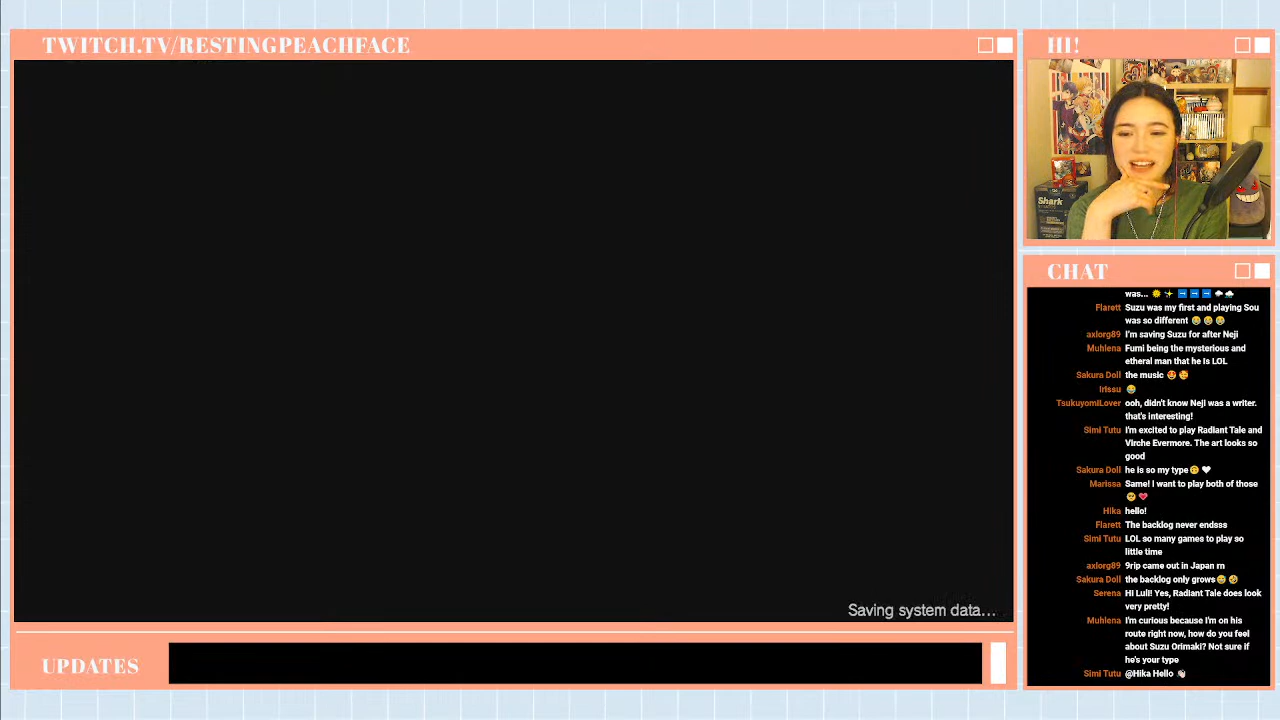 TWITCH.TV/RESTINGPEACHFACE
HI!
Shark
CHAT
was... ☀️ ✨ ➡️ ➡️ ➡️ 🌩️ 🌧️
Flarett Suzu was my first and playing Sou
was so different 😭 😭 😭
axlorg89 I'm saving Suzu for after Neji
Muhlena Fumi being the mysterious and
etheral man that he is LOL
Sakura Doll the music 😍 🥰
Irissu 😂
TsukuyomiLover ooh, didn't know Neji was a writer.
that's interesting!
Simi Tutu I'm excited to play Radiant Tale and
Virche Evermore. The art looks so
good
Sakura Doll he is so my type🙃 🤍
Marissa Same! I want to play both of those
🥺 💗
Hika hello!
Flarett The backlog never endsss
Simi Tutu LOL so many games to play so
little time
axlorg89 9rip came out in Japan rn
Sakura Doll the backlog only grows😅 🤣
Serena Hi Luli! Yes, Radiant Tale does look
very pretty!
Muhlena I'm curious because I'm on his
route right now, how do you feel
about Suzu Orimaki? Not sure if
he's your type
Simi Tutu @Hika Hello 👋🏻
Saving system data...
UPDATES